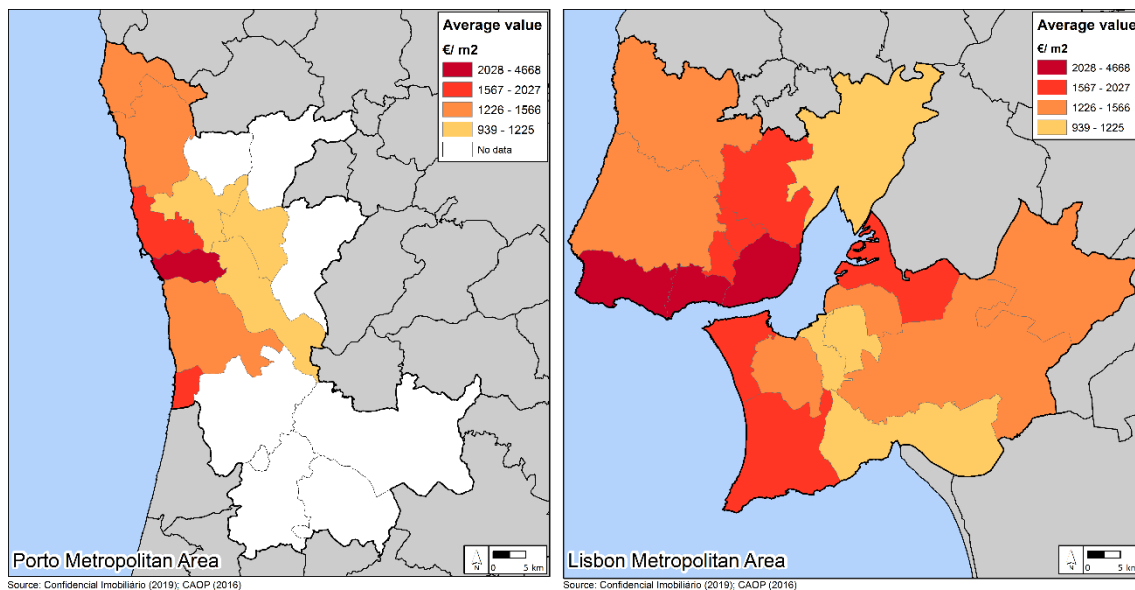 Average value
€/ m2
2028 - 4668
1567 - 2027
1226 - 1566
939 - 1225
No data
Porto Metropolitan Area
N
0 5 km
Source: Confidencial Imobiliário (2019); CAOP (2016)
Average value
€/ m2
2028 - 4668
1567 - 2027
1226 - 1566
939 - 1225
Lisbon Metropolitan Area
N
0 5 km
Source: Confidencial Imobiliário (2019); CAOP (2016)